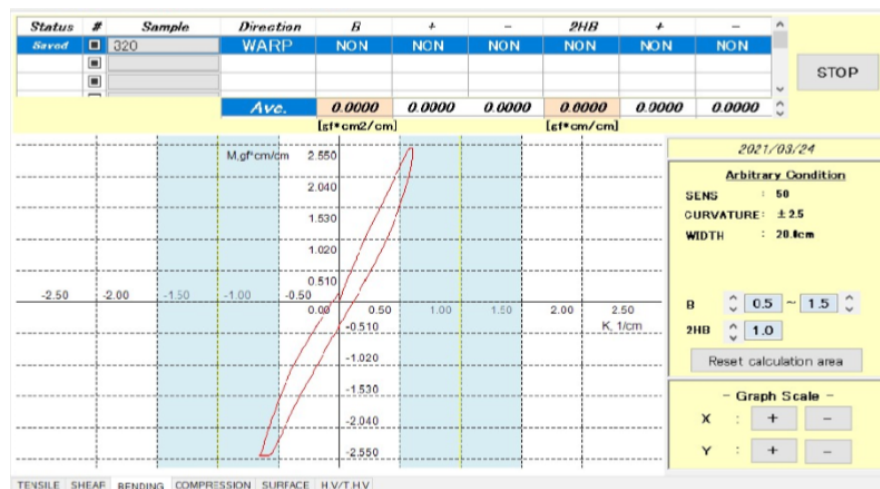 Status # Sample Direction B + - 2HB + -
Saved 320 WARP NON NON NON NON NON NON
STOP
Ave. 0.0000 0.0000 0.0000 0.0000 0.0000 0.0000
[gf*cm2/cm] [gf*cm/cm]
M,gf*cm/cm
2.550
2.040
1.530
1.020
0.510
-2.50 -2.00 -1.50 -1.00 -0.50
0.00 0.50 1.00 1.50 2.00 2.50
K, 1/cm
-0.510
-1.020
-1.530
-2.040
-2.550
2021/03/24
Arbitrary Condition
SENS : 50
CURVATURE: ±2.5
WIDTH : 20.0cm
B 0.5 ~ 1.5
2HB 1.0
Reset calculation area
- Graph Scale -
X : + -
Y : + -
TENSILE SHEAR BENDING COMPRESSION SURFACE H.V/T.H.V